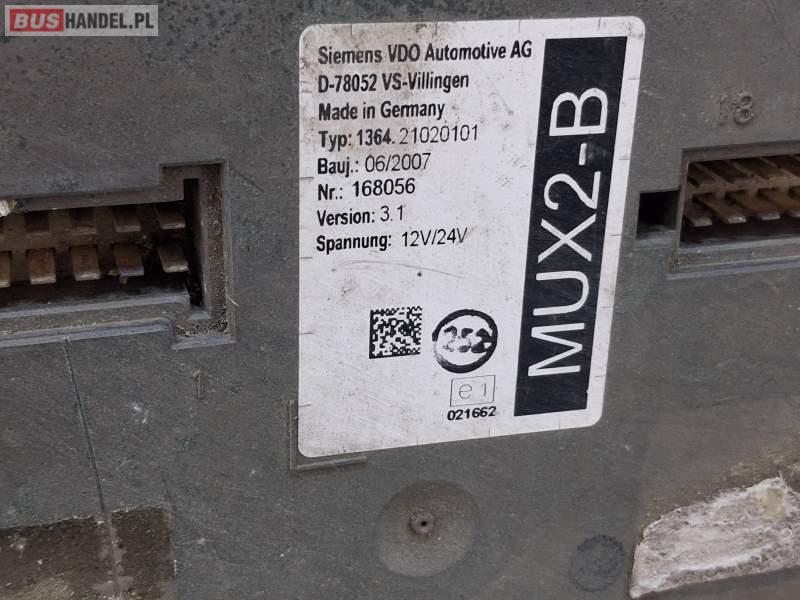 BUSHANDEL.PL
Siemens VDO Automotive AG
D-78052 VS-Villingen
Made in Germany
Typ: 1364.21020101
Bauj.: 06/2007
Nr.: 168056
Version: 3.1
Spannung: 12V/24V
MUX2-B
252
e1
021662
18
1